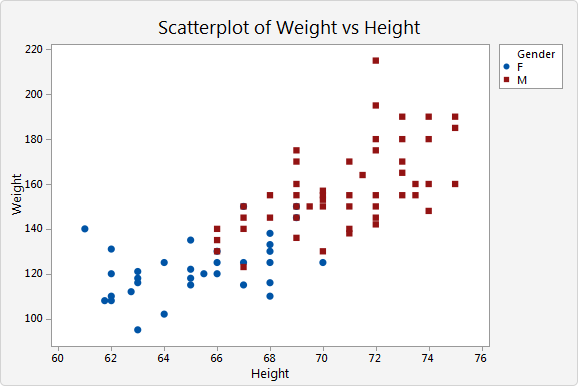 Scatterplot of Weight vs Height
Gender
F
M
220
200
180
160
140
120
100
Weight
60 62 64 66 68 70 72 74 76
Height